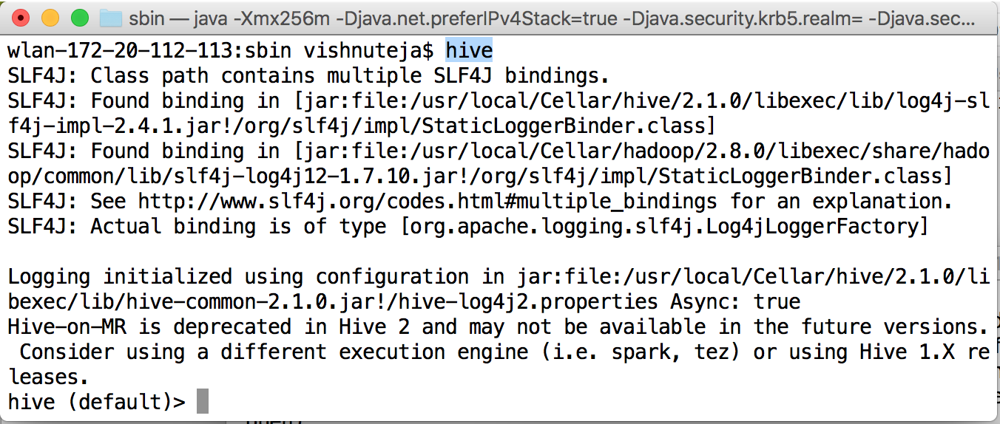 sbin — java -Xmx256m -Djava.net.preferIPv4Stack=true -Djava.security.krb5.realm= -Djava.sec...
wlan-172-20-112-113:sbin vishnuteja$ hive
SLF4J: Class path contains multiple SLF4J bindings.
SLF4J: Found binding in [jar:file:/usr/local/Cellar/hive/2.1.0/libexec/lib/log4j-sl
f4j-impl-2.4.1.jar!/org/slf4j/impl/StaticLoggerBinder.class]
SLF4J: Found binding in [jar:file:/usr/local/Cellar/hadoop/2.8.0/libexec/share/hado
op/common/lib/slf4j-log4j12-1.7.10.jar!/org/slf4j/impl/StaticLoggerBinder.class]
SLF4J: See http://www.slf4j.org/codes.html#multiple_bindings for an explanation.
SLF4J: Actual binding is of type [org.apache.logging.slf4j.Log4jLoggerFactory]
Logging initialized using configuration in jar:file:/usr/local/Cellar/hive/2.1.0/li
bexec/lib/hive-common-2.1.0.jar!/hive-log4j2.properties Async: true
Hive-on-MR is deprecated in Hive 2 and may not be available in the future versions.
Consider using a different execution engine (i.e. spark, tez) or using Hive 1.X re
leases.
hive (default)>